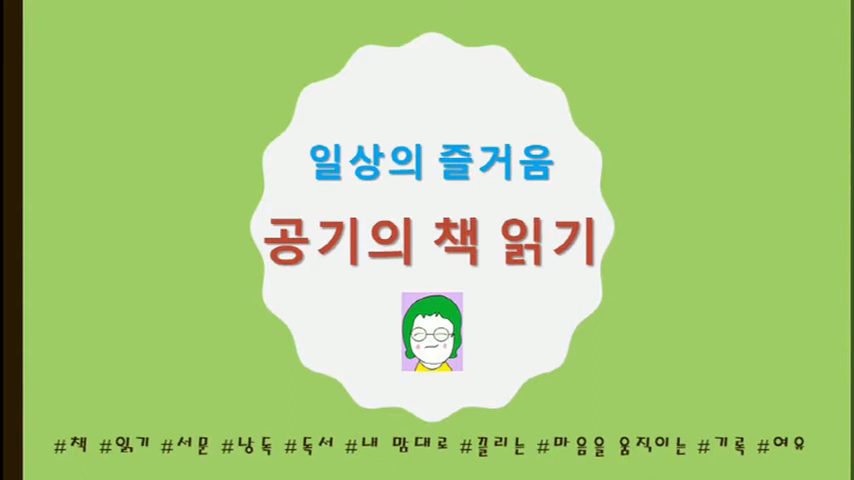 일상의 즐거움
공기의 책 읽기
#책 #읽기 #서문 #낭독 #독서 #내 맘대로 #끌리는 #마음을 움직이는 #기록 #여유